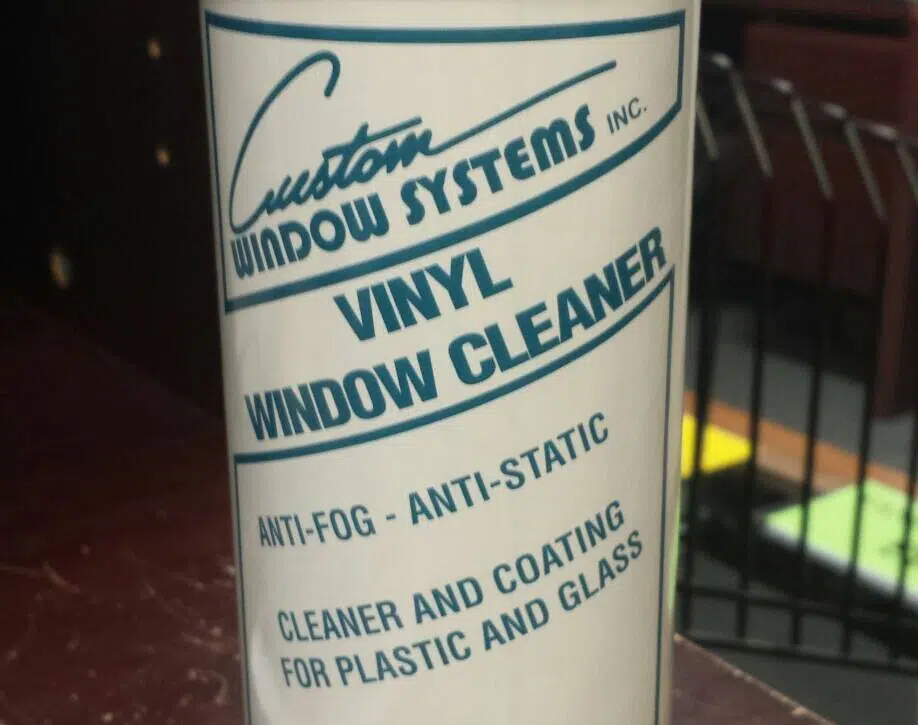 Custom
WINDOW SYSTEMS INC.
VINYL
WINDOW CLEANER
ANTI-FOG - ANTI-STATIC
CLEANER AND COATING
FOR PLASTIC AND GLASS